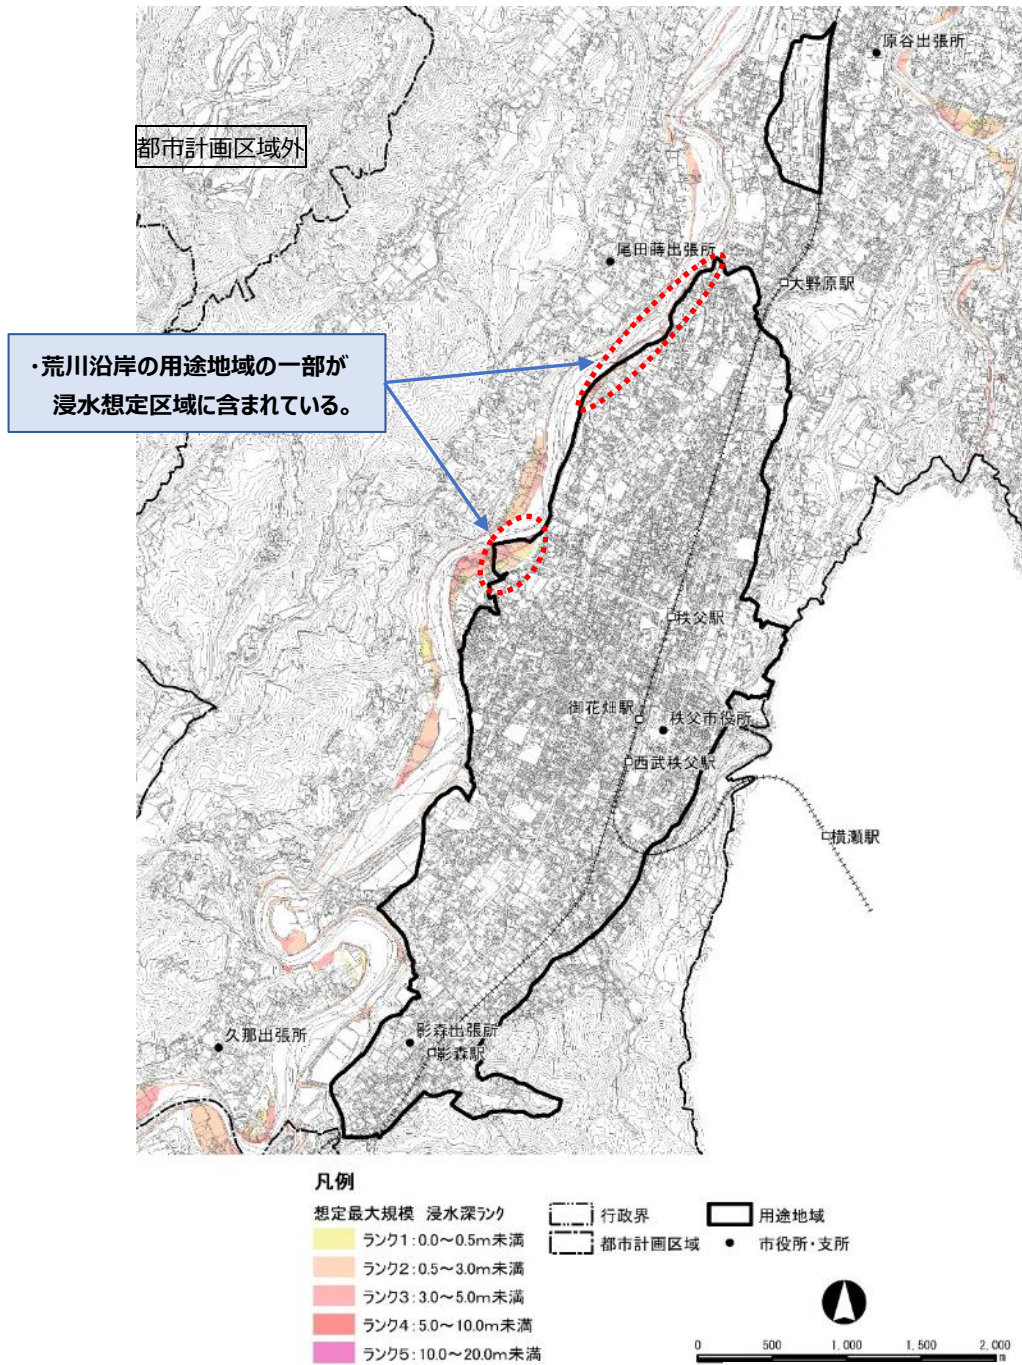 原谷出張所
都市計画区域外
尾田蒔出張所
大野原駅
・荒川沿岸の用途地域の一部が
浸水想定区域に含まれている。
秩父駅
御花畑駅
秩父市役所
西武秩父駅
横瀬駅
久那出張所
影森出張所
影森駅
凡例
想定最大規模 浸水深ランク
ランク1:0.0～0.5m未満
ランク2:0.5～3.0m未満
ランク3:3.0～5.0m未満
ランク4:5.0～10.0m未満
ランク5:10.0～20.0m未満
行政界
用途地域
都市計画区域
市役所・支所
0 500 1,000 1,500 2,000
m